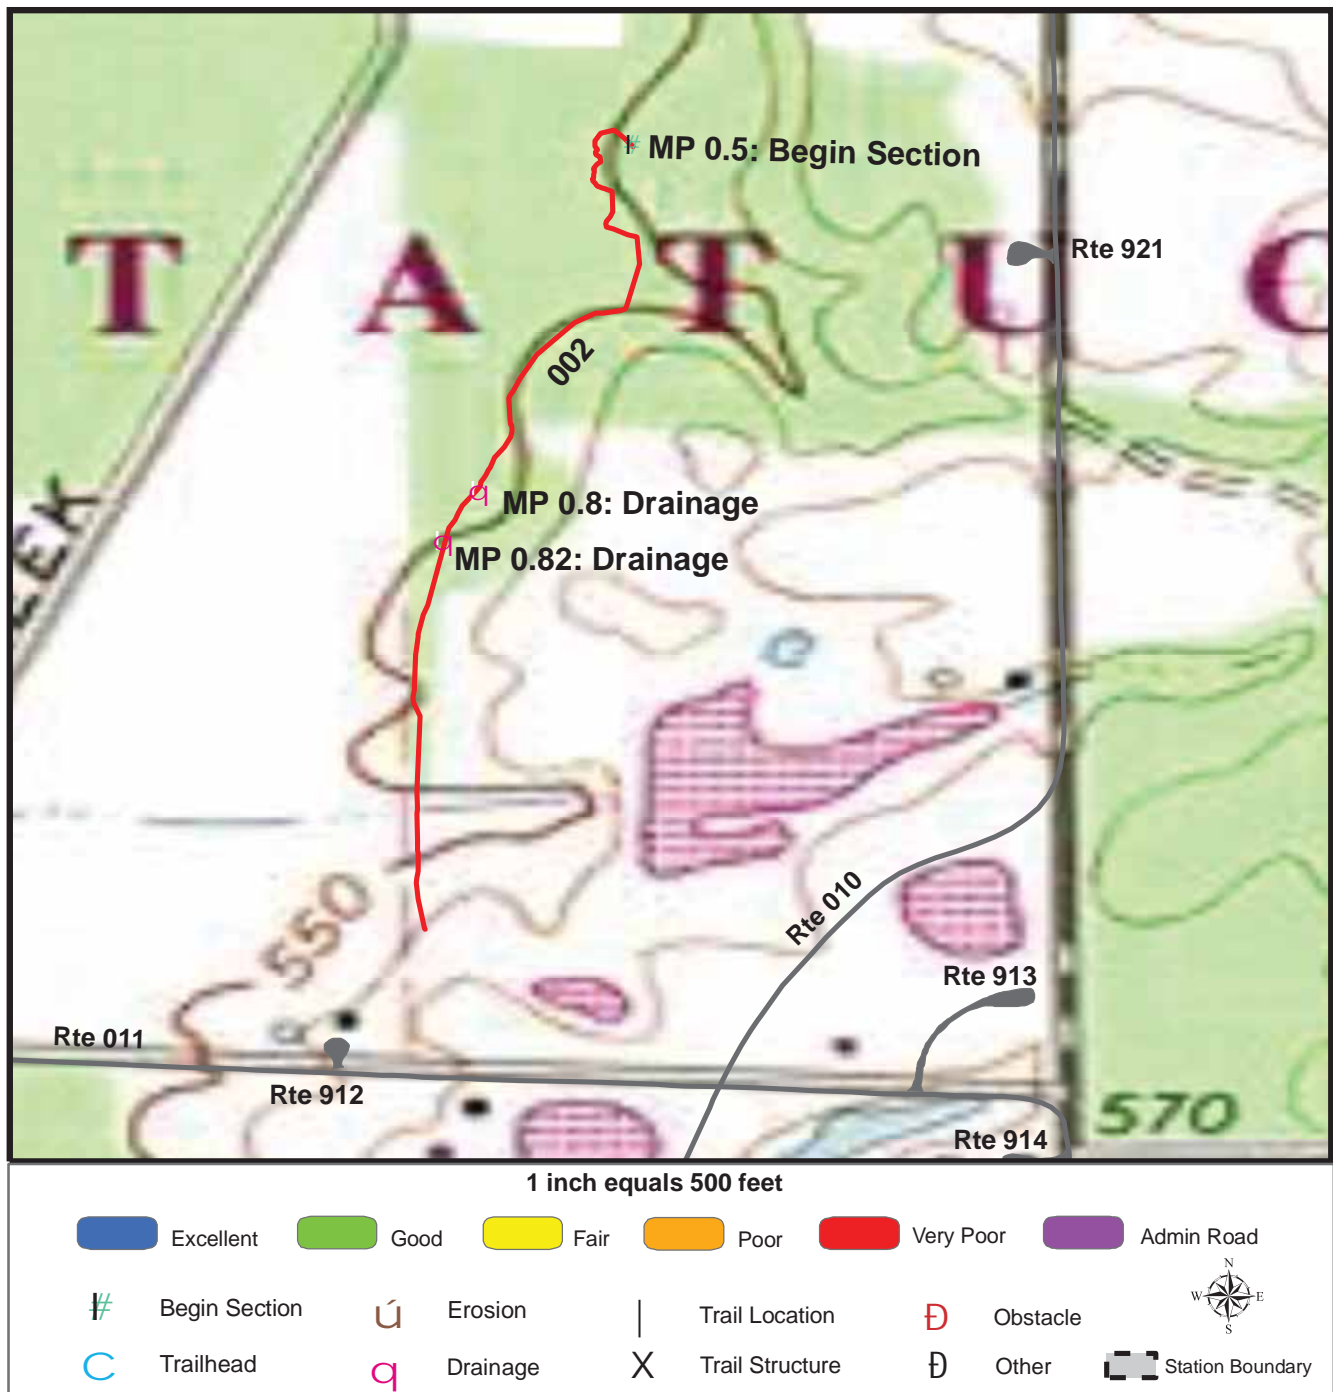 MP 0.5: Begin Section
T A T U
Rte 921
002
MP 0.8: Drainage
MP 0.82: Drainage
EEK
Rte 010
550
Rte 913
Rte 011
Rte 912
570
Rte 914
1 inch equals 500 feet
Excellent Good Fair Poor Very Poor Admin Road
# Begin Section ú Erosion | Trail Location Đ Obstacle
C Trailhead q Drainage X Trail Structure Đ Other Station Boundary
N
W E
S